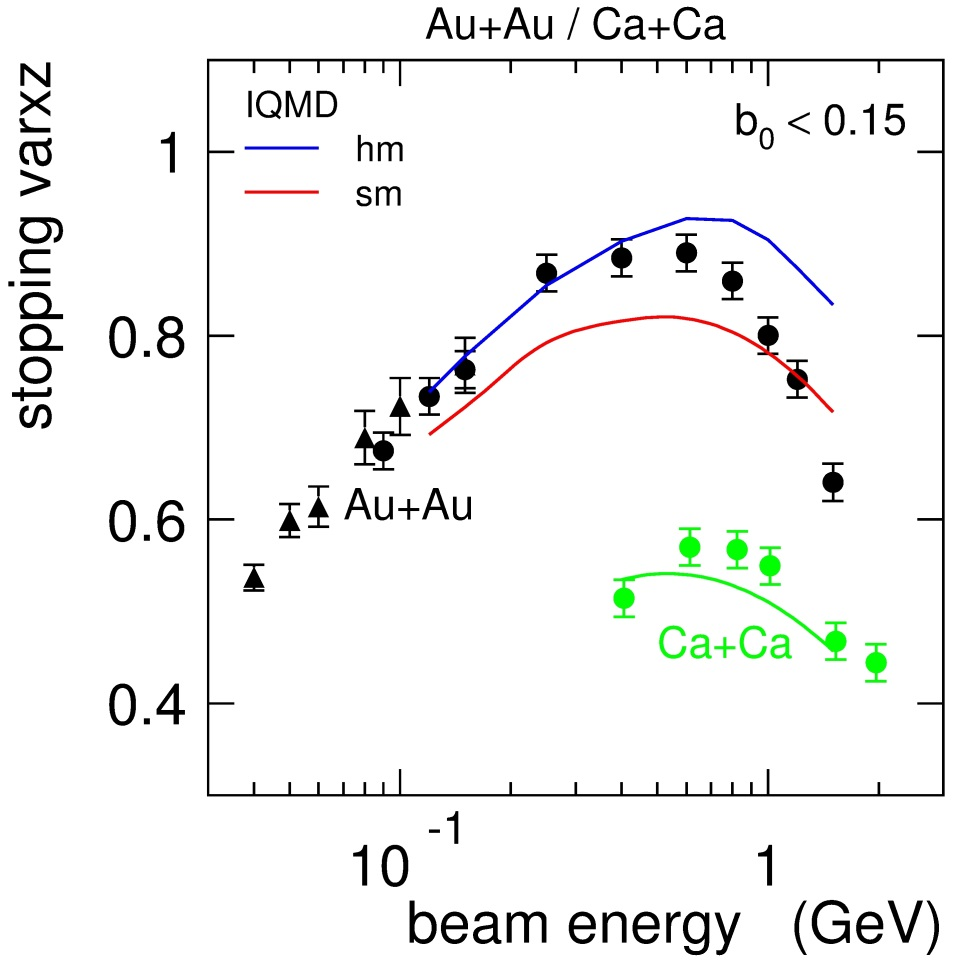 Au+Au / Ca+Ca
stopping varxz
IQMD
hm
sm
b0 < 0.15
1
0.8
0.6
0.4
Au+Au
Ca+Ca
10-1
1
beam energy (GeV)